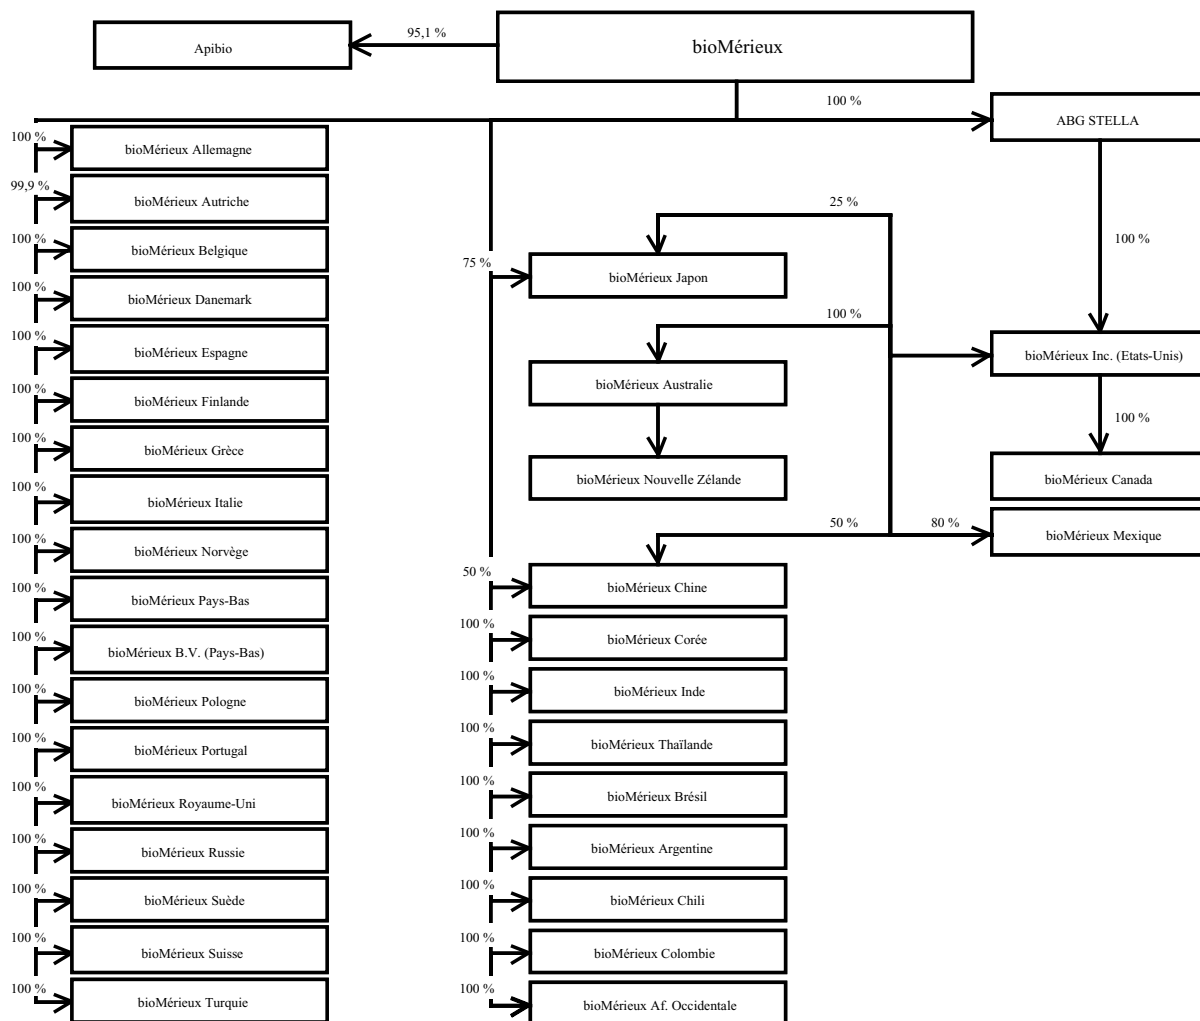 bioMérieux
95,1 %
Apibio
100 %
ABG STELLA
100 %
bioMérieux Allemagne
99,9 %
bioMérieux Autriche
100 %
bioMérieux Belgique
100 %
bioMérieux Danemark
100 %
bioMérieux Espagne
100 %
bioMérieux Finlande
100 %
bioMérieux Grèce
100 %
bioMérieux Italie
100 %
bioMérieux Norvège
100 %
bioMérieux Pays-Bas
100 %
bioMérieux B.V. (Pays-Bas)
100 %
bioMérieux Pologne
100 %
bioMérieux Portugal
100 %
bioMérieux Royaume-Uni
100 %
bioMérieux Russie
100 %
bioMérieux Suède
100 %
bioMérieux Suisse
100 %
bioMérieux Turquie
25 %
75 %
bioMérieux Japon
100 %
bioMérieux Australie
bioMérieux Nouvelle Zélande
50 %
50 %
bioMérieux Chine
100 %
bioMérieux Corée
100 %
bioMérieux Inde
100 %
bioMérieux Thaïlande
100 %
bioMérieux Brésil
100 %
bioMérieux Argentine
100 %
bioMérieux Chili
100 %
bioMérieux Colombie
100 %
bioMérieux Af. Occidentale
100 %
bioMérieux Inc. (Etats-Unis)
100 %
bioMérieux Canada
80 %
bioMérieux Mexique